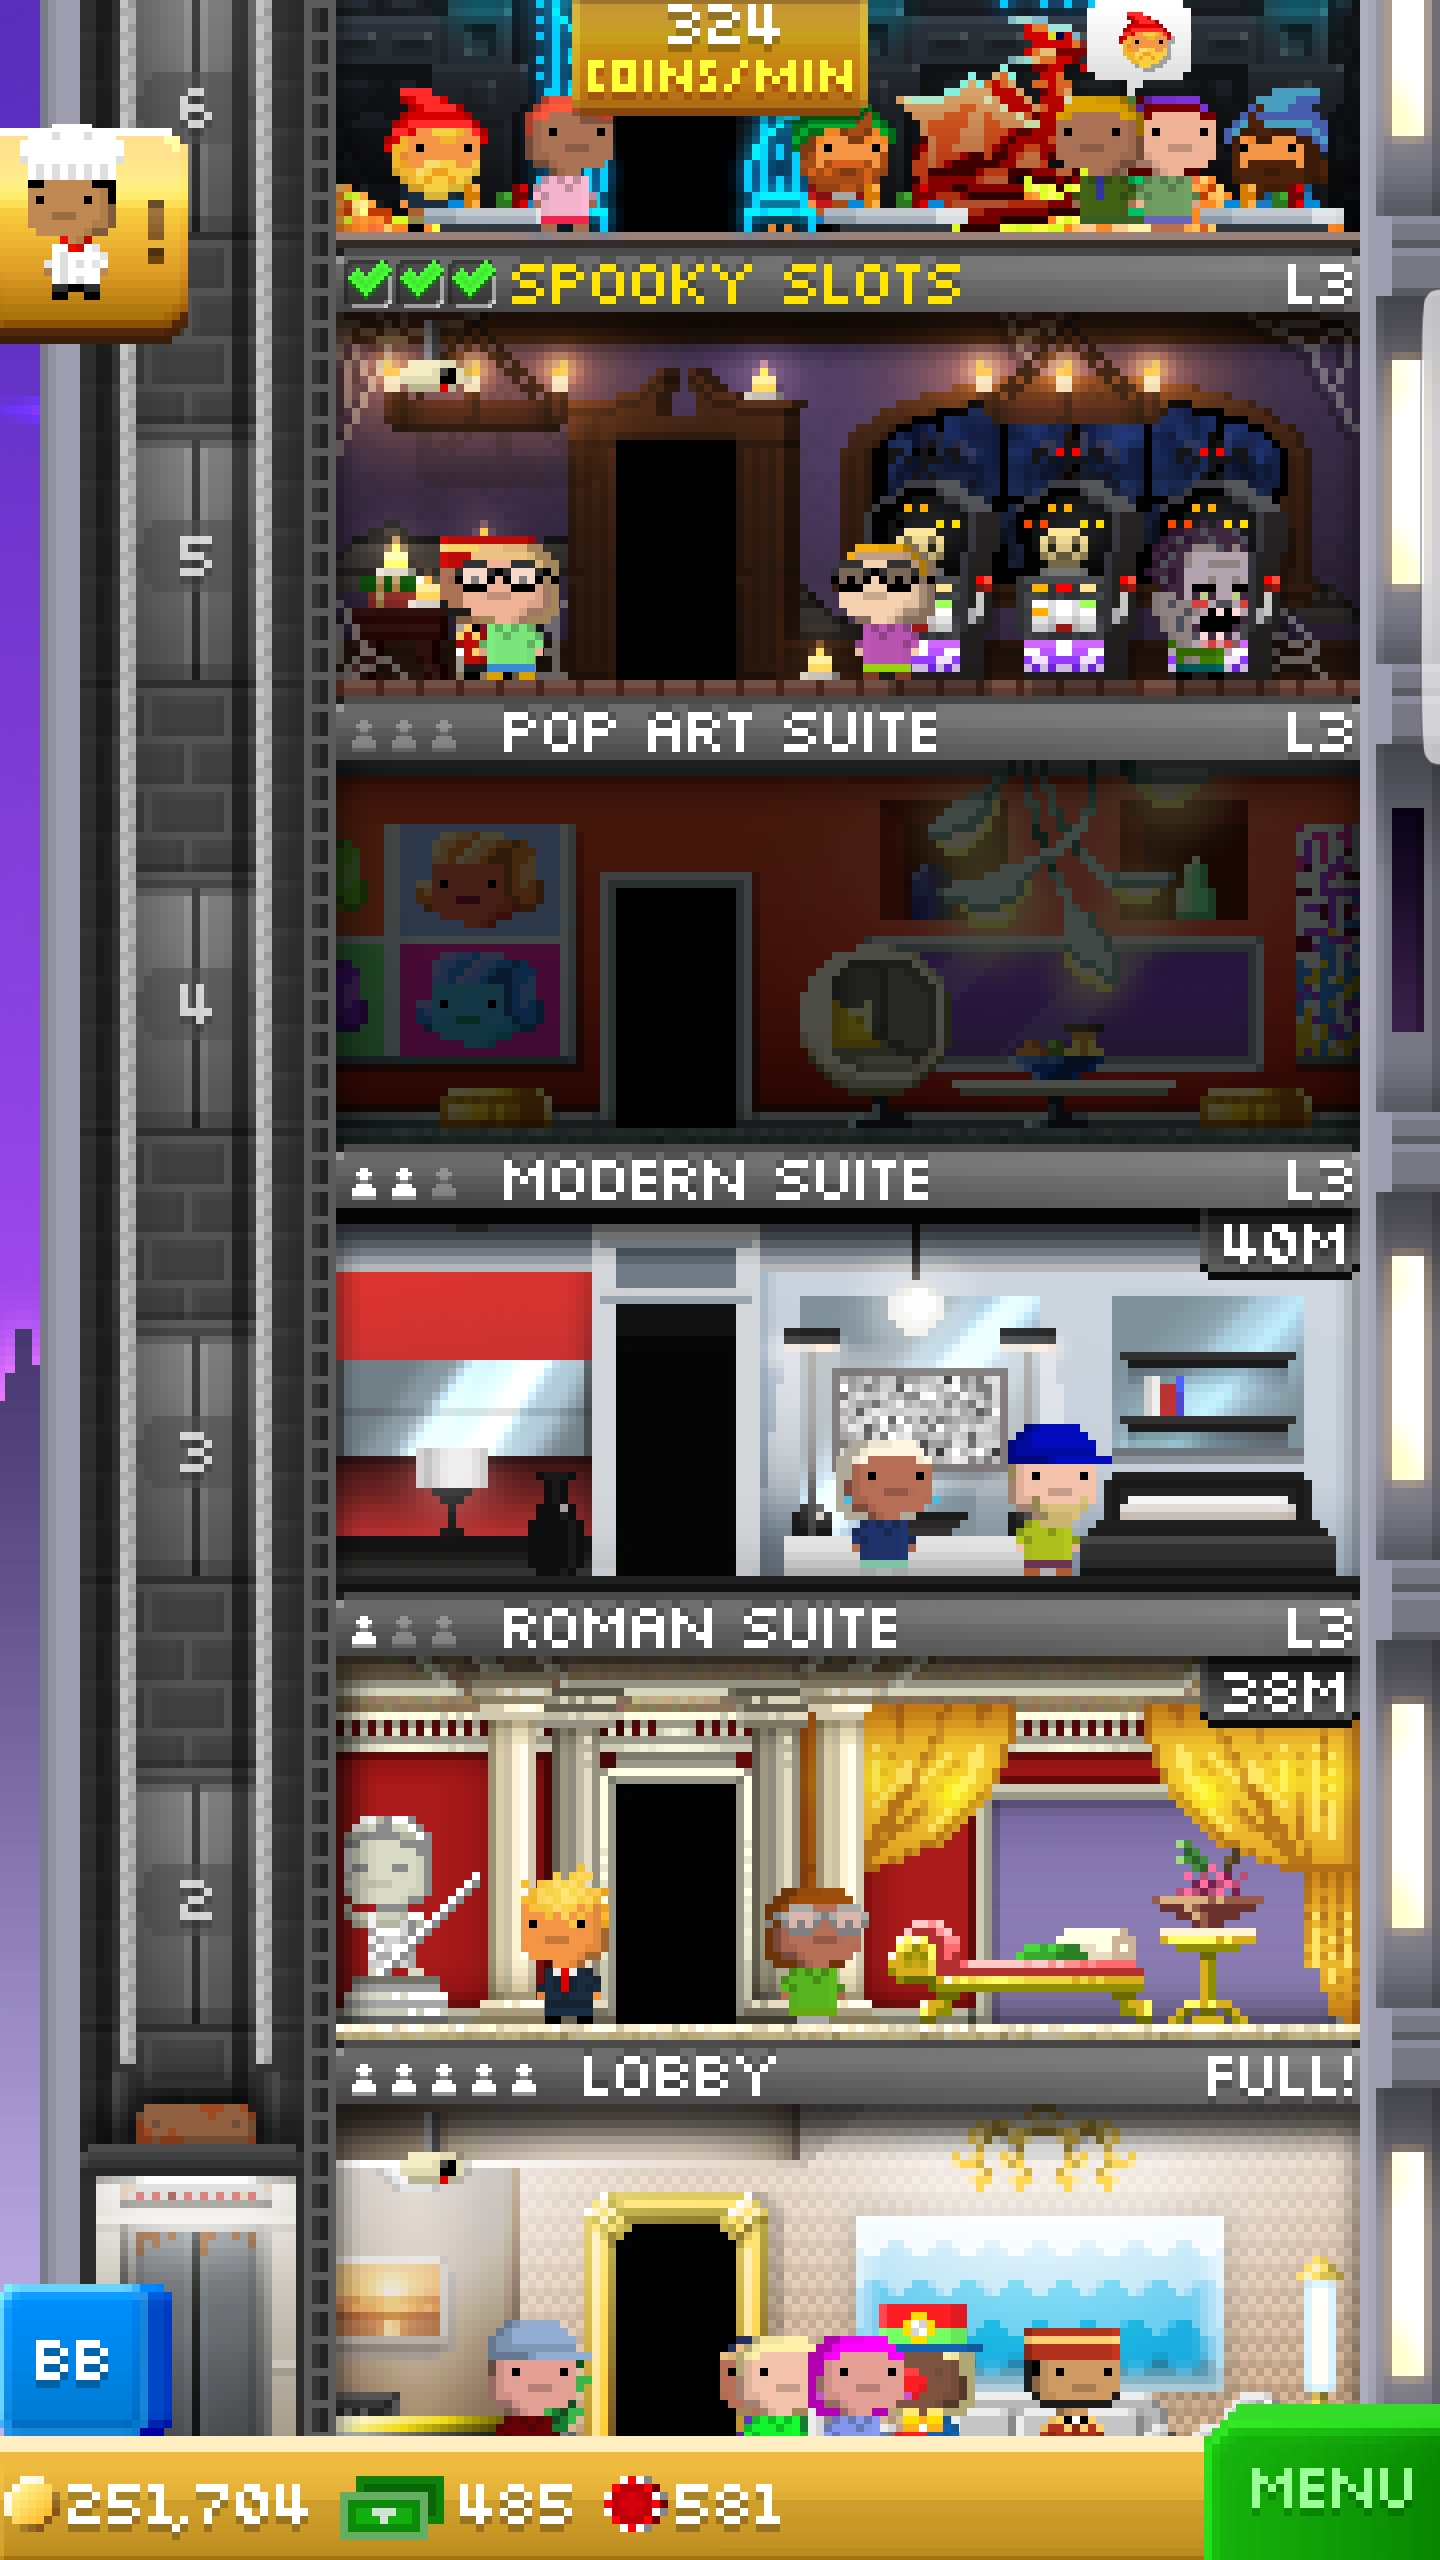 324
COINS/MIN
6
!
SPOOKY SLOTS L3
5
POP ART SUITE L3
4
MODERN SUITE L3
40M
3
ROMAN SUITE L3
38M
2
LOBBY FULL!
BB
251,704 485 581
MENU